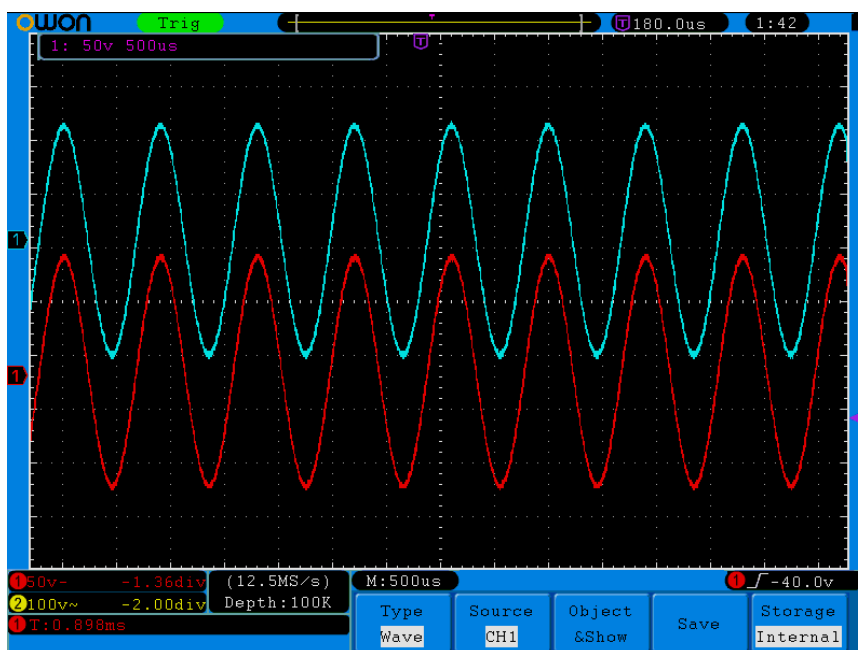 OWON Trig T T 180.0us 1:42
1: 50v 500us T
1
1
1 50v- -1.36div (12.5MS/s) M:500us 1 -40.0v
2 100v~ -2.00div Depth:100K
1 T:0.898ms
Type Source Object Save Storage
Wave CH1 &Show Internal